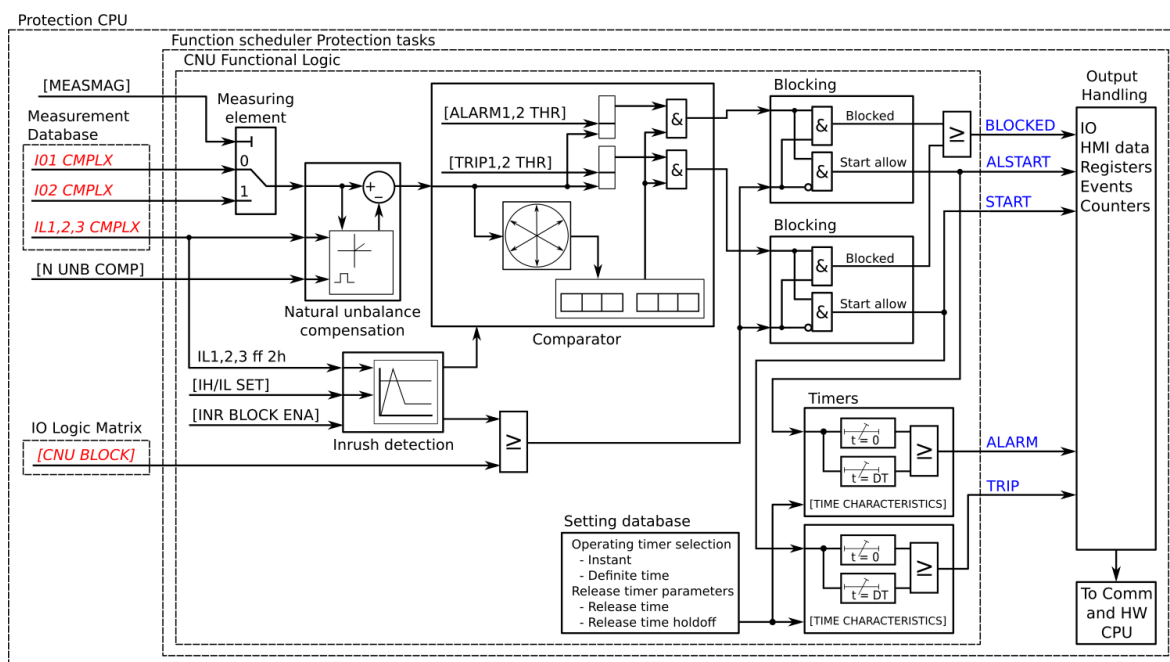 Protection CPU
Function scheduler Protection tasks
CNU Functional Logic
[MEASMAG]
Measuring
element
Measurement
Database
I01 CMPLX
I02 CMPLX
IL1,2,3 CMPLX
0
1
[N UNB COMP]
+
−
Natural unbalance
compensation
[ALARM1,2 THR]
[TRIP1,2 THR]
&
&
Comparator
Blocking
&
Blocked
&
Start allow
Blocking
&
Blocked
&
Start allow
≥
BLOCKED
ALSTART
START
Output
Handling
IO
HMI data
Registers
Events
Counters
IL1,2,3 ff 2h
[IH/IL SET]
[INR BLOCK ENA]
Inrush detection
IO Logic Matrix
[CNU BLOCK]
≥
Timers
t = 0
t = DT
≥
[TIME CHARACTERISTICS]
ALARM
t = 0
t = DT
≥
[TIME CHARACTERISTICS]
TRIP
Setting database
Operating timer selection
- Instant
- Definite time
Release timer parameters
- Release time
- Release time holdoff
To Comm
and HW
CPU